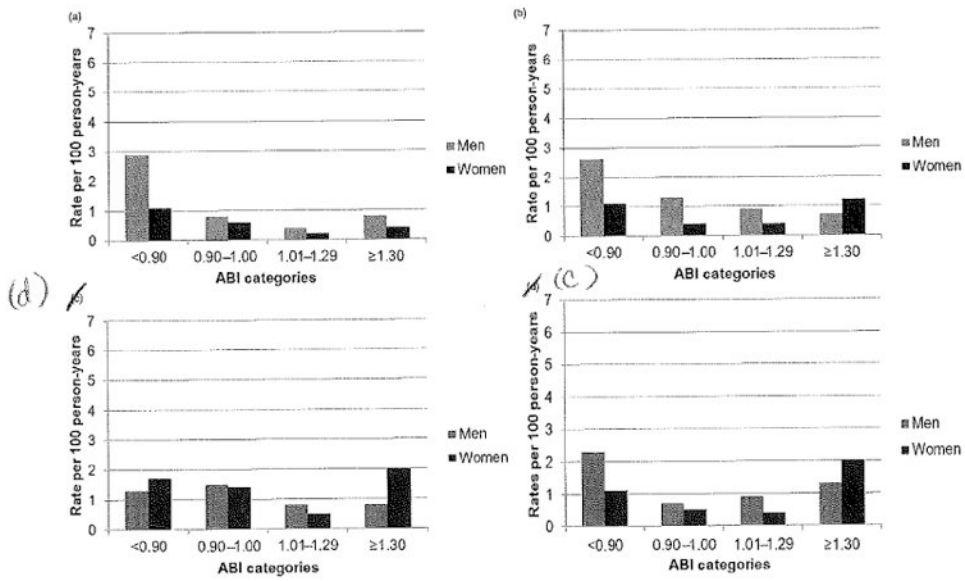 (a)
Rate per 100 person-years
7
6
5
4
3
2
1
0
<0.90 0.90–1.00 1.01–1.29 ≥1.30
ABI categories
Men
Women
(b)
Rate per 100 person-years
7
6
5
4
3
2
1
0
<0.90 0.90–1.00 1.01–1.29 ≥1.30
ABI categories
Men
Women
(d)
Rate per 100 person-years
7
6
5
4
3
2
1
0
<0.90 0.90–1.00 1.01–1.29 ≥1.30
ABI categories
Men
Women
(c)
Rates per 100 person-years
7
6
5
4
3
2
1
0
<0.90 0.90–1.00 1.01–1.29 ≥1.30
ABI categories
Men
Women